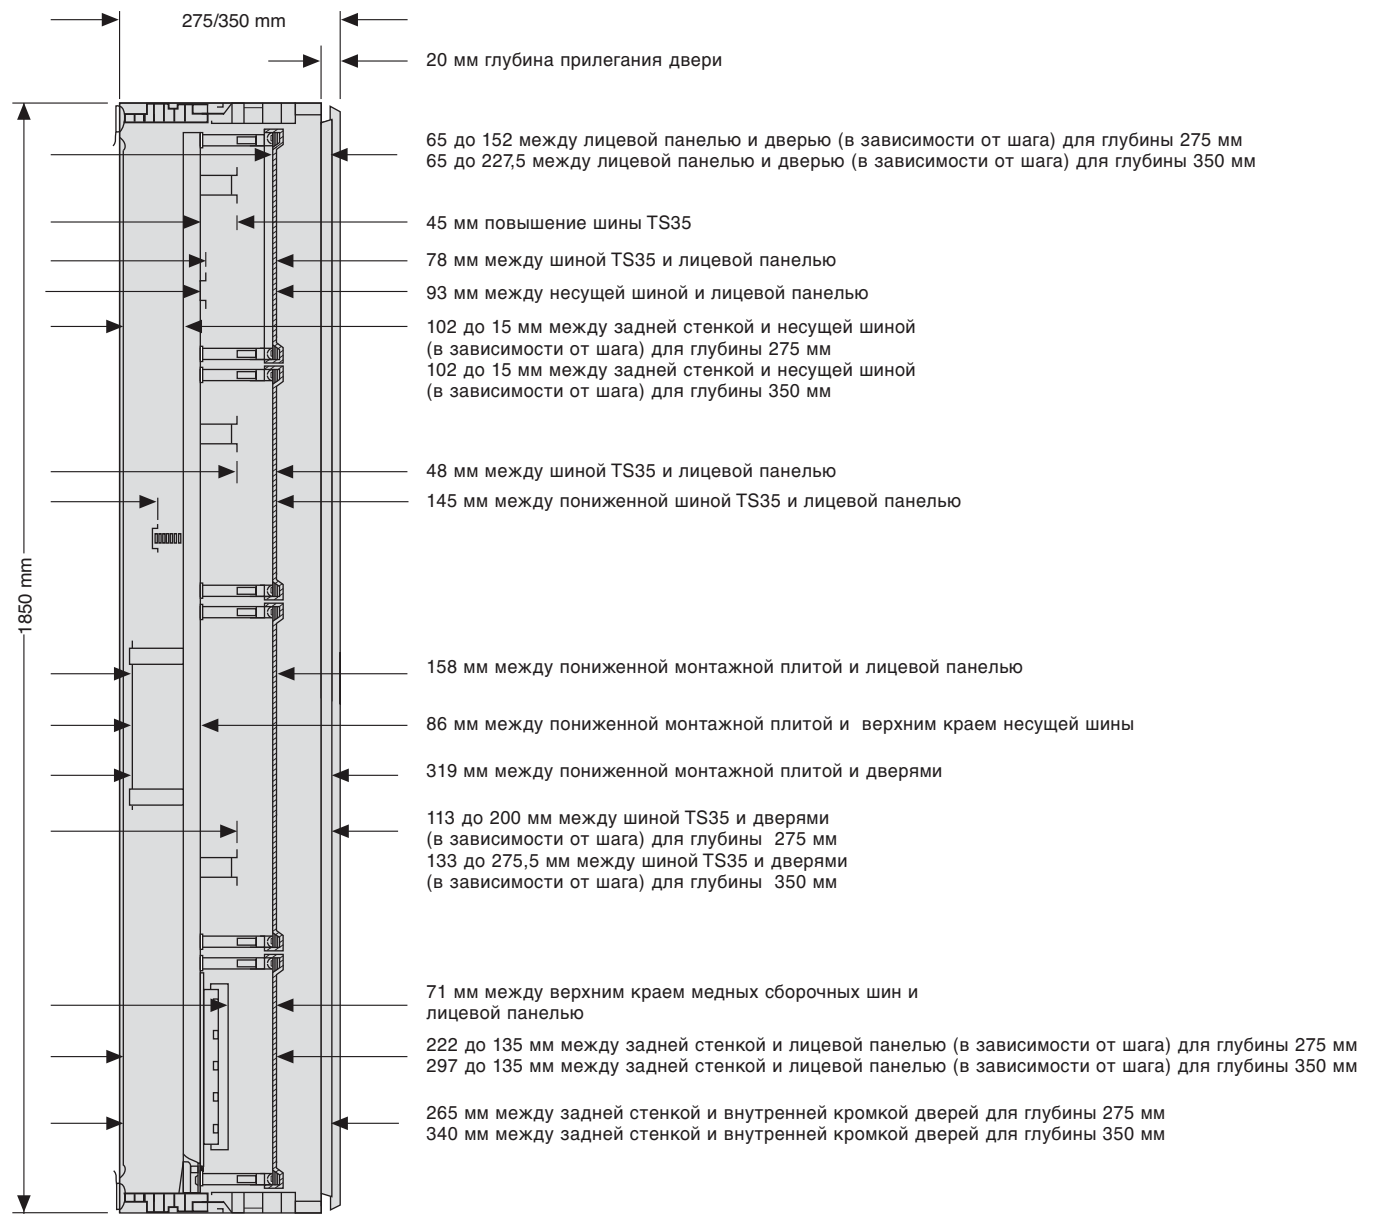 275/350 mm
20 мм глубина прилегания двери
65 до 152 между лицевой панелью и дверью (в зависимости от шага) для глубины 275 мм
65 до 227,5 между лицевой панелью и дверью (в зависимости от шага) для глубины 350 мм
45 мм повышение шины TS35
78 мм между шиной TS35 и лицевой панелью
93 мм между несущей шиной и лицевой панелью
102 до 15 мм между задней стенкой и несущей шиной
(в зависимости от шага) для глубины 275 мм
102 до 15 мм между задней стенкой и несущей шиной
(в зависимости от шага) для глубины 350 мм
48 мм между шиной TS35 и лицевой панелью
145 мм между пониженной шиной TS35 и лицевой панелью
1850 mm
158 мм между пониженной монтажной плитой и лицевой панелью
86 мм между пониженной монтажной плитой и верхним краем несущей шины
319 мм между пониженной монтажной плитой и дверями
113 до 200 мм между шиной TS35 и дверями
(в зависимости от шага) для глубины 275 мм
133 до 275,5 мм между шиной TS35 и дверями
(в зависимости от шага) для глубины 350 мм
71 мм между верхним краем медных сборочных шин и
лицевой панелью
222 до 135 мм между задней стенкой и лицевой панелью (в зависимости от шага) для глубины 275 мм
297 до 135 мм между задней стенкой и лицевой панелью (в зависимости от шага) для глубины 350 мм
265 мм между задней стенкой и внутренней кромкой дверей для глубины 275 мм
340 мм между задней стенкой и внутренней кромкой дверей для глубины 350 мм